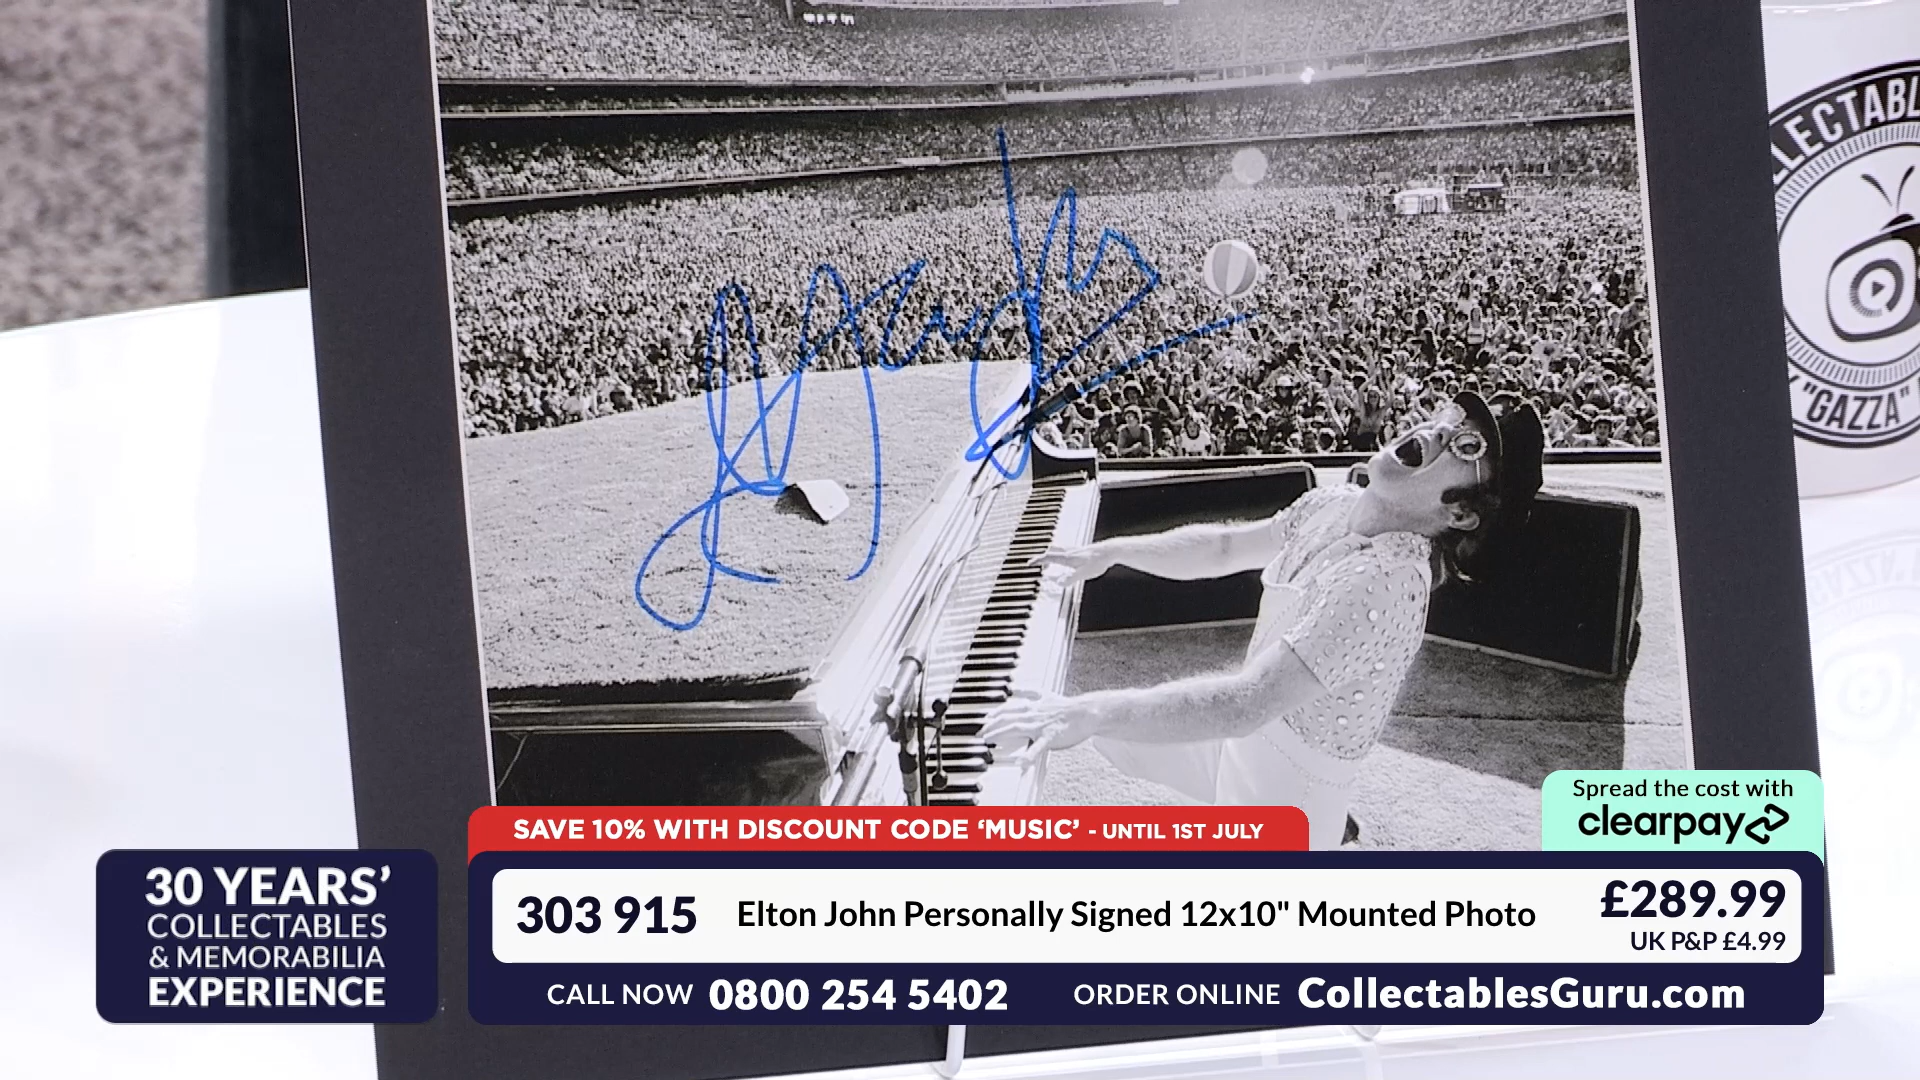 LECTABL
"GAZZA"
SAVE 10% WITH DISCOUNT CODE ‘MUSIC’ - UNTIL 1ST JULY
Spread the cost with
clearpay
30 YEARS’
COLLECTABLES
& MEMORABILIA
EXPERIENCE
303 915 Elton John Personally Signed 12x10" Mounted Photo £289.99
UK P&P £4.99
CALL NOW 0800 254 5402 ORDER ONLINE CollectablesGuru.com